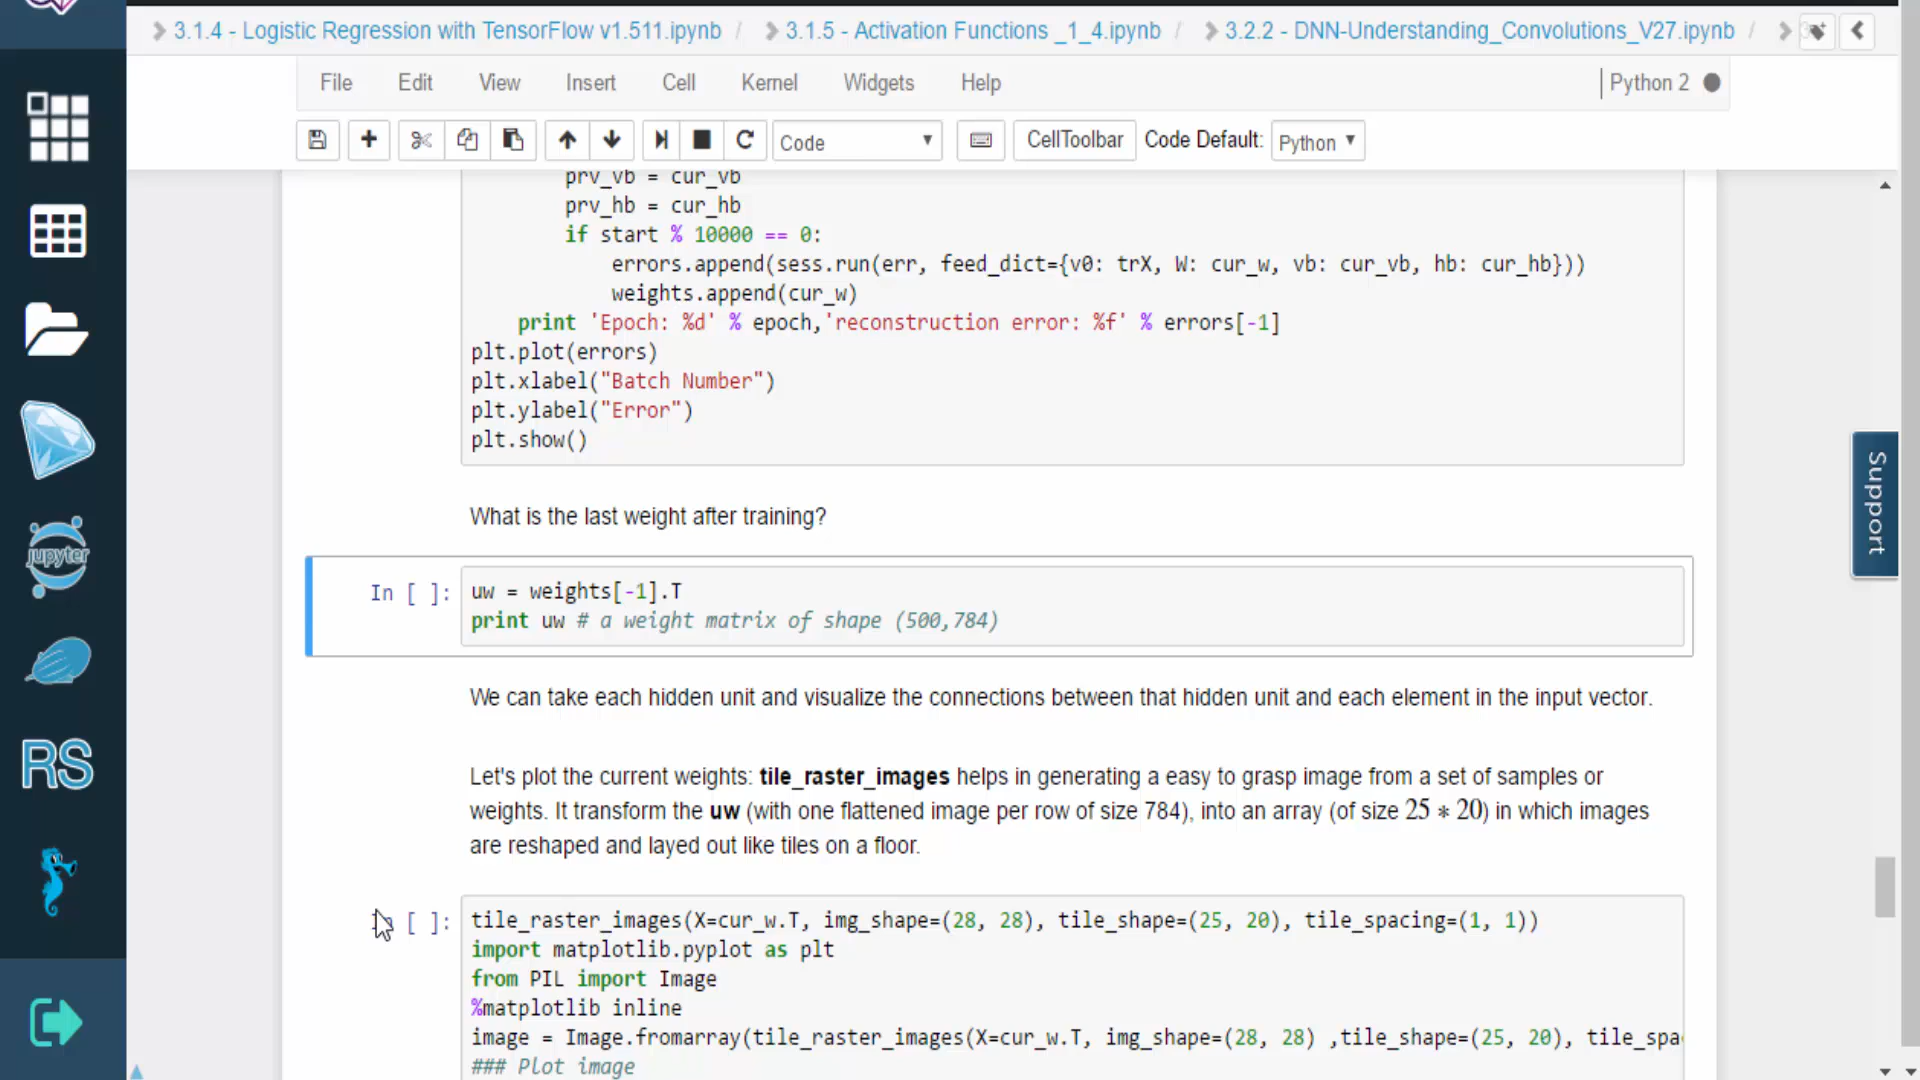 3.1.4 - Logistic Regression with TensorFlow v1.511.ipynb / 3.1.5 - Activation Functions _1_4.ipynb / 3.2.2 - DNN-Understanding_Convolutions_V27.ipynb /
File Edit View Insert Cell Kernel Widgets Help Python 2
Code CellToolbar Code Default: Python
prv_vb = cur_vb
prv_hb = cur_hb
if start % 10000 == 0:
errors.append(sess.run(err, feed_dict={v0: trX, W: cur_w, vb: cur_vb, hb: cur_hb}))
weights.append(cur_w)
print 'Epoch: %d' % epoch,'reconstruction error: %f' % errors[-1]
plt.plot(errors)
plt.xlabel("Batch Number")
plt.ylabel("Error")
plt.show()
Support
What is the last weight after training?
In [ ]: uw = weights[-1].T
print uw # a weight matrix of shape (500,784)
jupyter
We can take each hidden unit and visualize the connections between that hidden unit and each element in the input vector.
RS
Let's plot the current weights: tile_raster_images helps in generating a easy to grasp image from a set of samples or
weights. It transform the uw (with one flattened image per row of size 784), into an array (of size 25 * 20) in which images
are reshaped and layed out like tiles on a floor.
[ ]: tile_raster_images(X=cur_w.T, img_shape=(28, 28), tile_shape=(25, 20), tile_spacing=(1, 1))
import matplotlib.pyplot as plt
from PIL import Image
%matplotlib inline
image = Image.fromarray(tile_raster_images(X=cur_w.T, img_shape=(28, 28) ,tile_shape=(25, 20), tile_spa
### Plot image